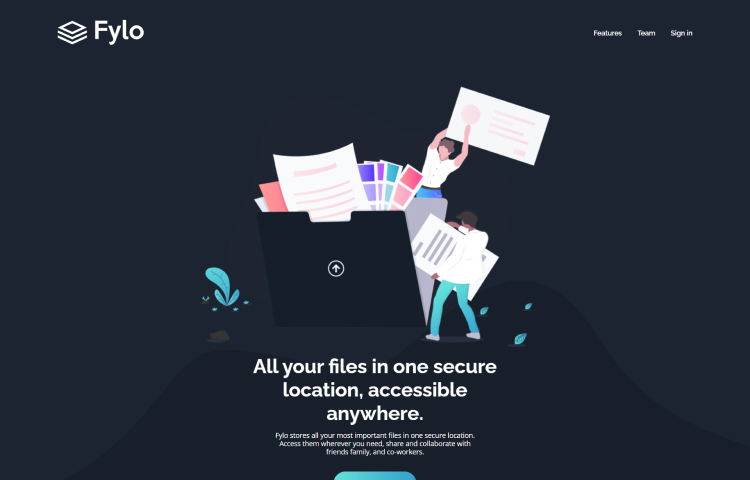 Fylo
Features Team Sign in
All your files in one secure
location, accessible
anywhere.
Fylo stores all your most important files in one secure location.
Access them wherever you need, share and collaborate with
friends family, and co-workers.